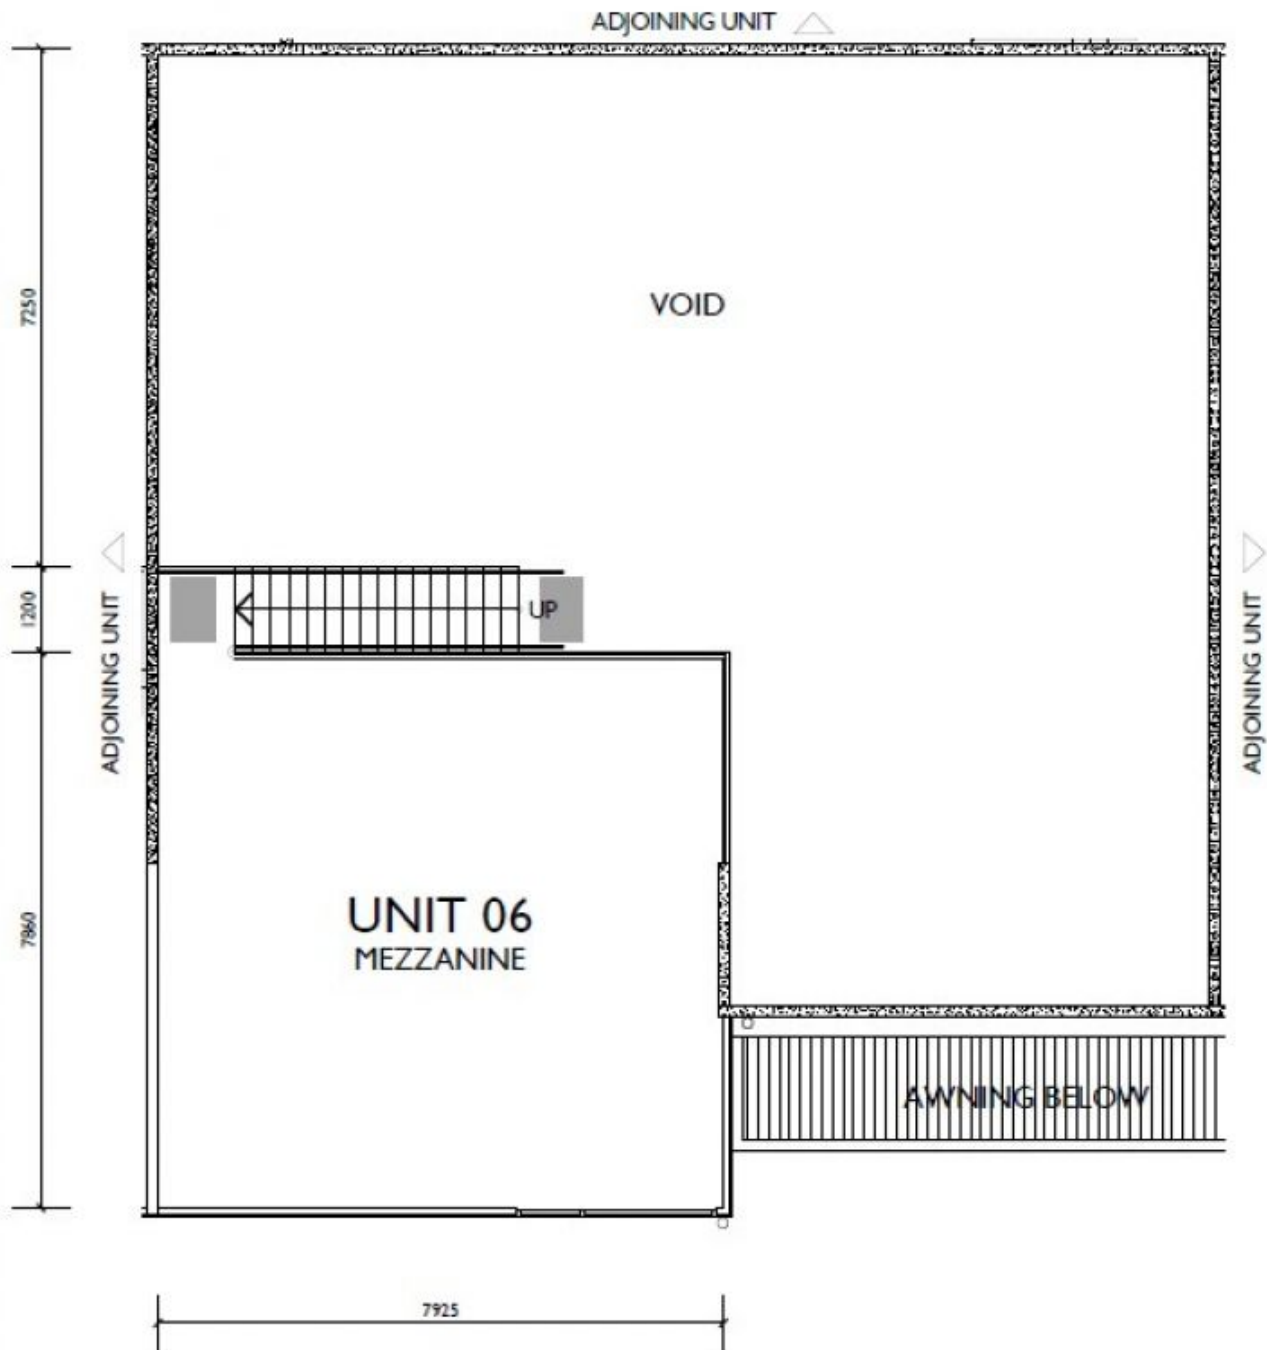 ADJOINING UNIT
7250
VOID
1200
UP
ADJOINING UNIT
ADJOINING UNIT
7860
UNIT 06
MEZZANINE
AWNING BELOW
7925